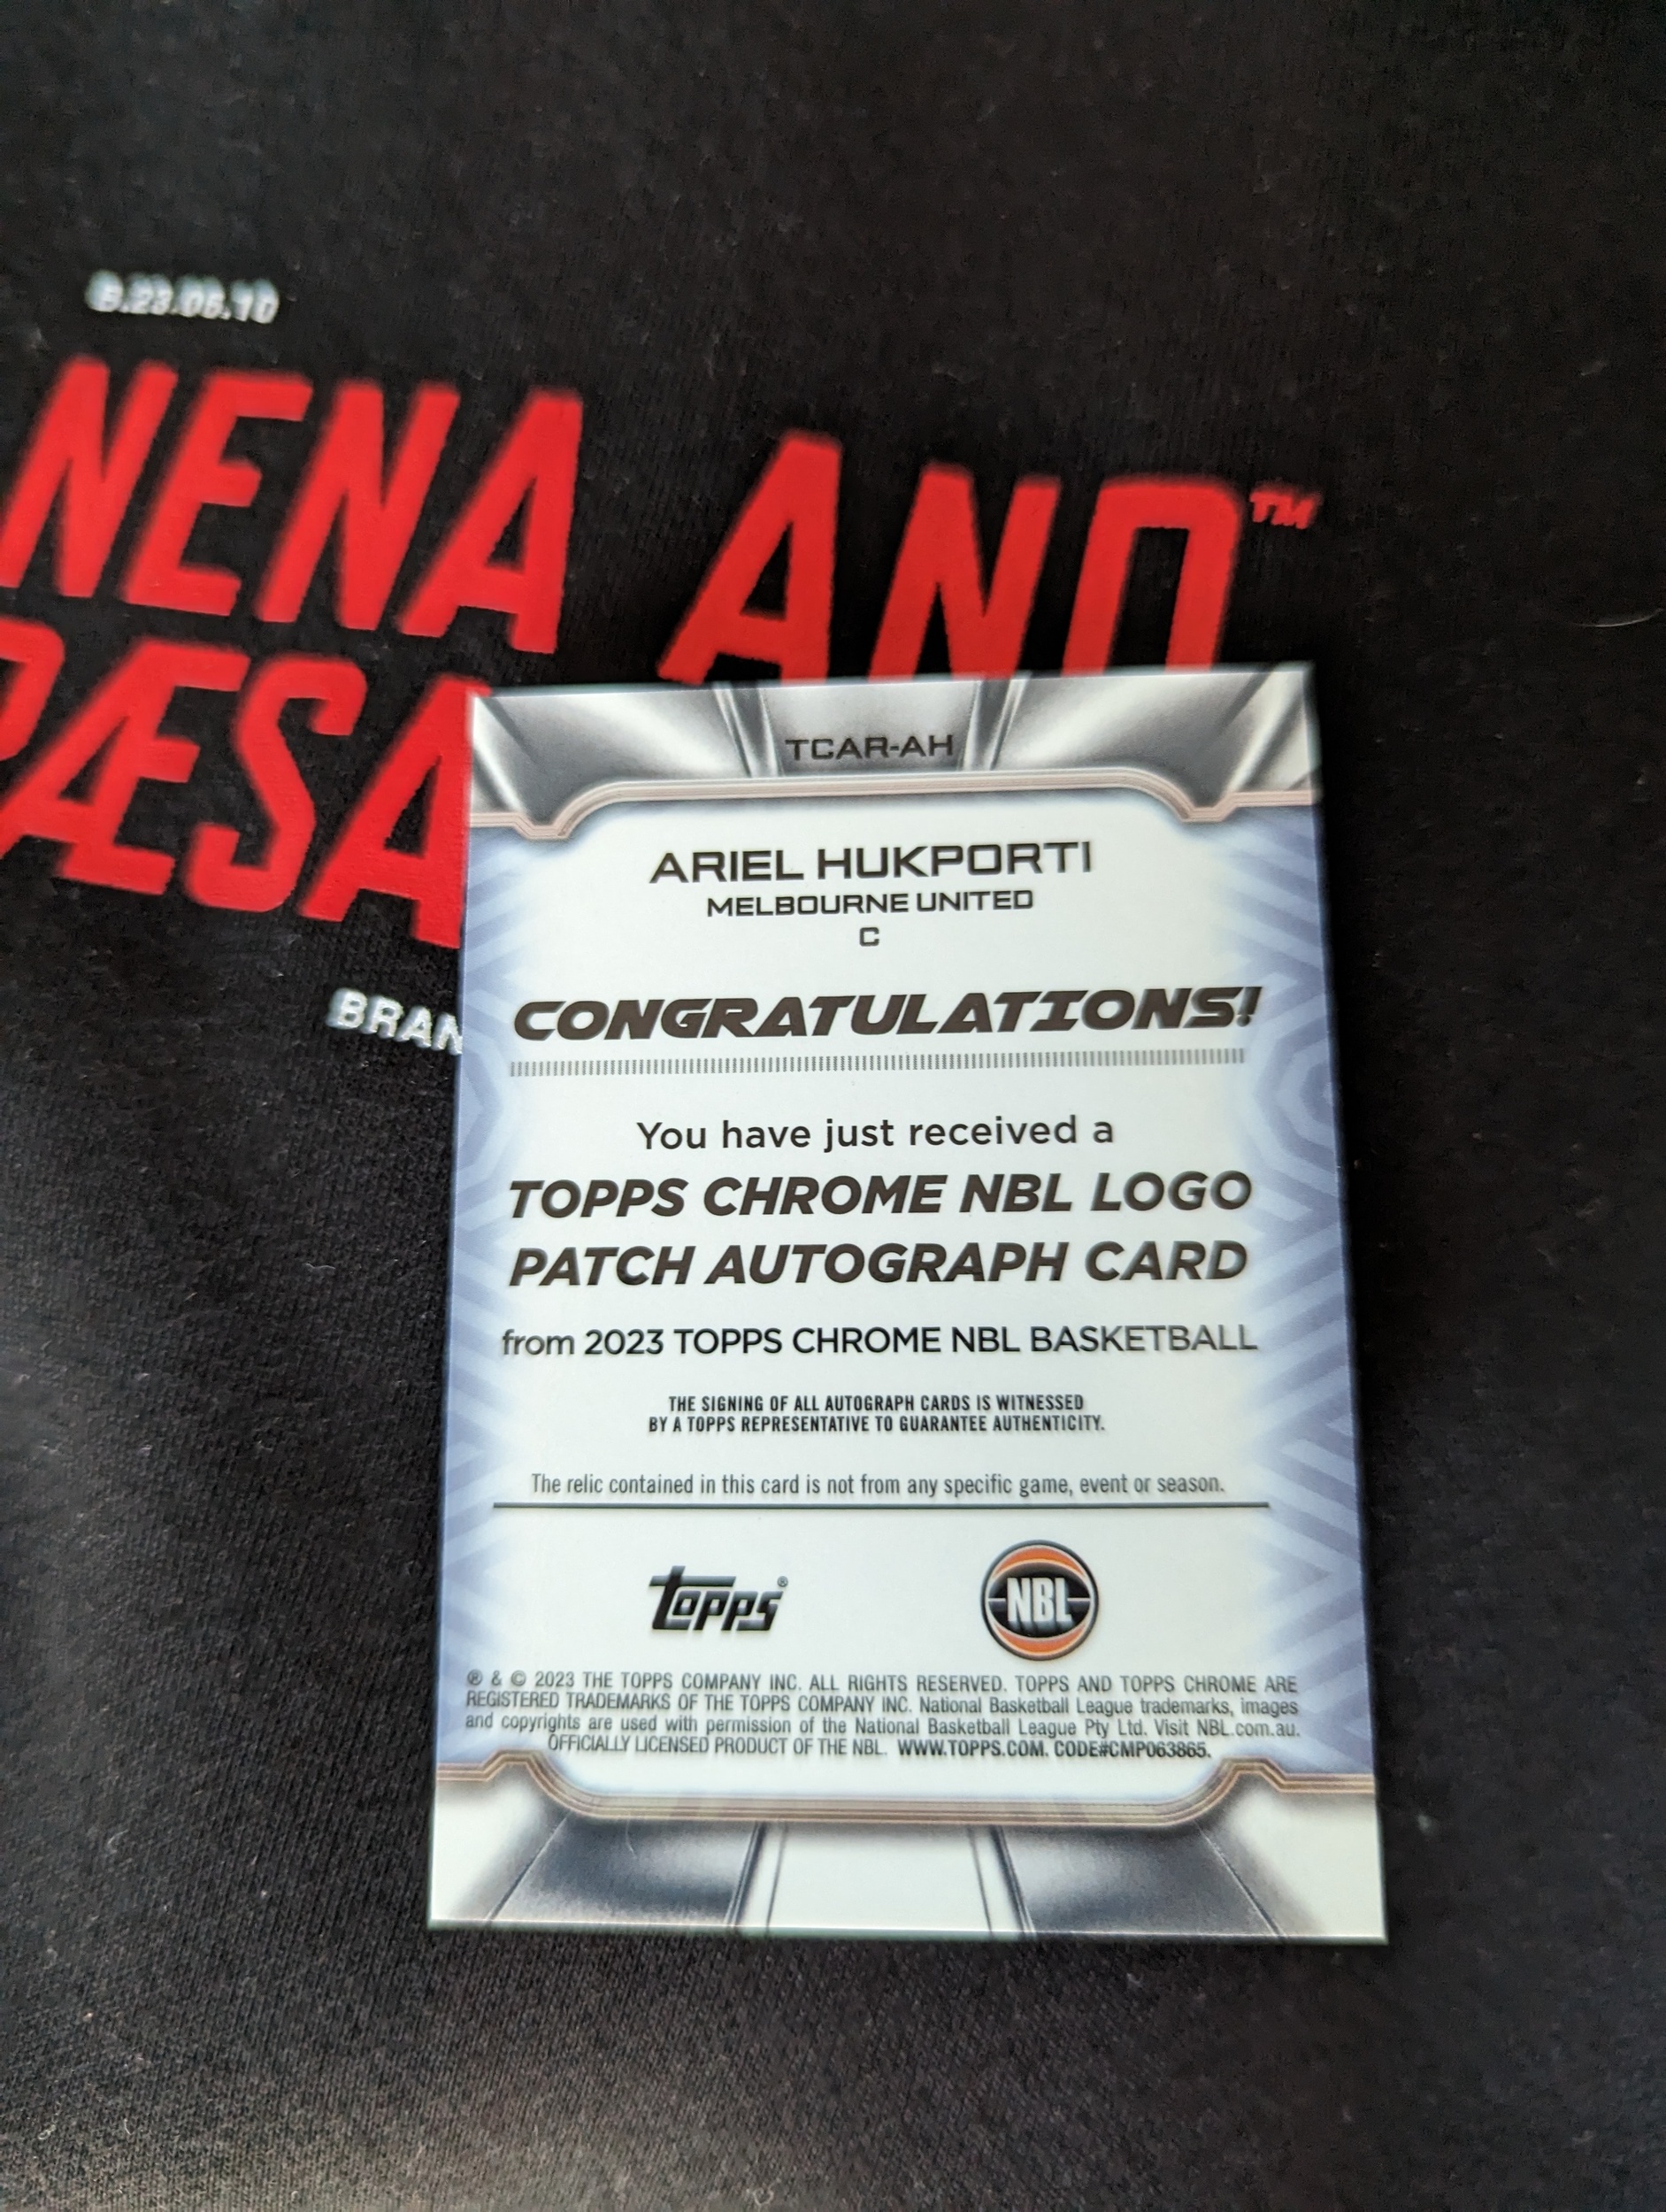 B.23.06.10
NENA AND
PÆSA
BRAN
TCAR-AH
ARIEL HUKPORTI
MELBOURNE UNITED
C
CONGRATULATIONS!
You have just received a
TOPPS CHROME NBL LOGO
PATCH AUTOGRAPH CARD
from 2023 TOPPS CHROME NBL BASKETBALL
THE SIGNING OF ALL AUTOGRAPH CARDS IS WITNESSED
BY A TOPPS REPRESENTATIVE TO GUARANTEE AUTHENTICITY.
The relic contained in this card is not from any specific game, event or season.
topps® NBL
® & © 2023 THE TOPPS COMPANY INC. ALL RIGHTS RESERVED. TOPPS AND TOPPS CHROME ARE
REGISTERED TRADEMARKS OF THE TOPPS COMPANY INC. National Basketball League trademarks, images
and copyrights are used with permission of the National Basketball League Pty Ltd. Visit NBL.com.au.
OFFICIALLY LICENSED PRODUCT OF THE NBL. WWW.TOPPS.COM. CODE#CMP063865.